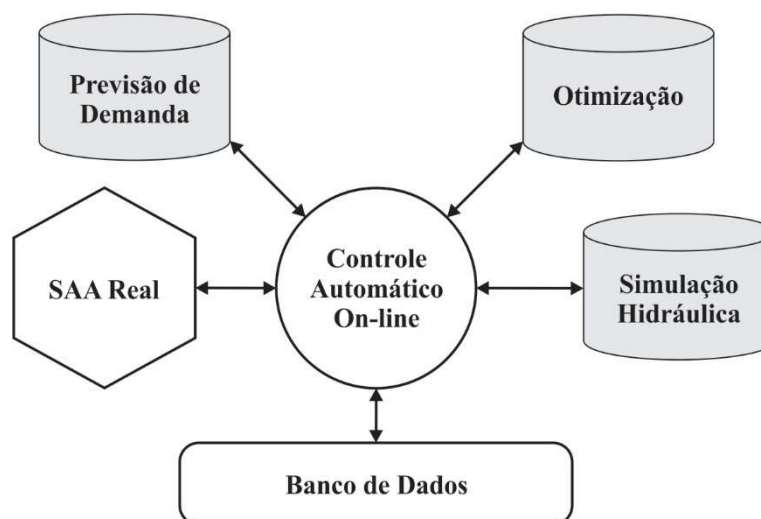 Previsão de
Demanda
Otimização
SAA Real
Controle
Automático
On-line
Simulação
Hidráulica
Banco de Dados